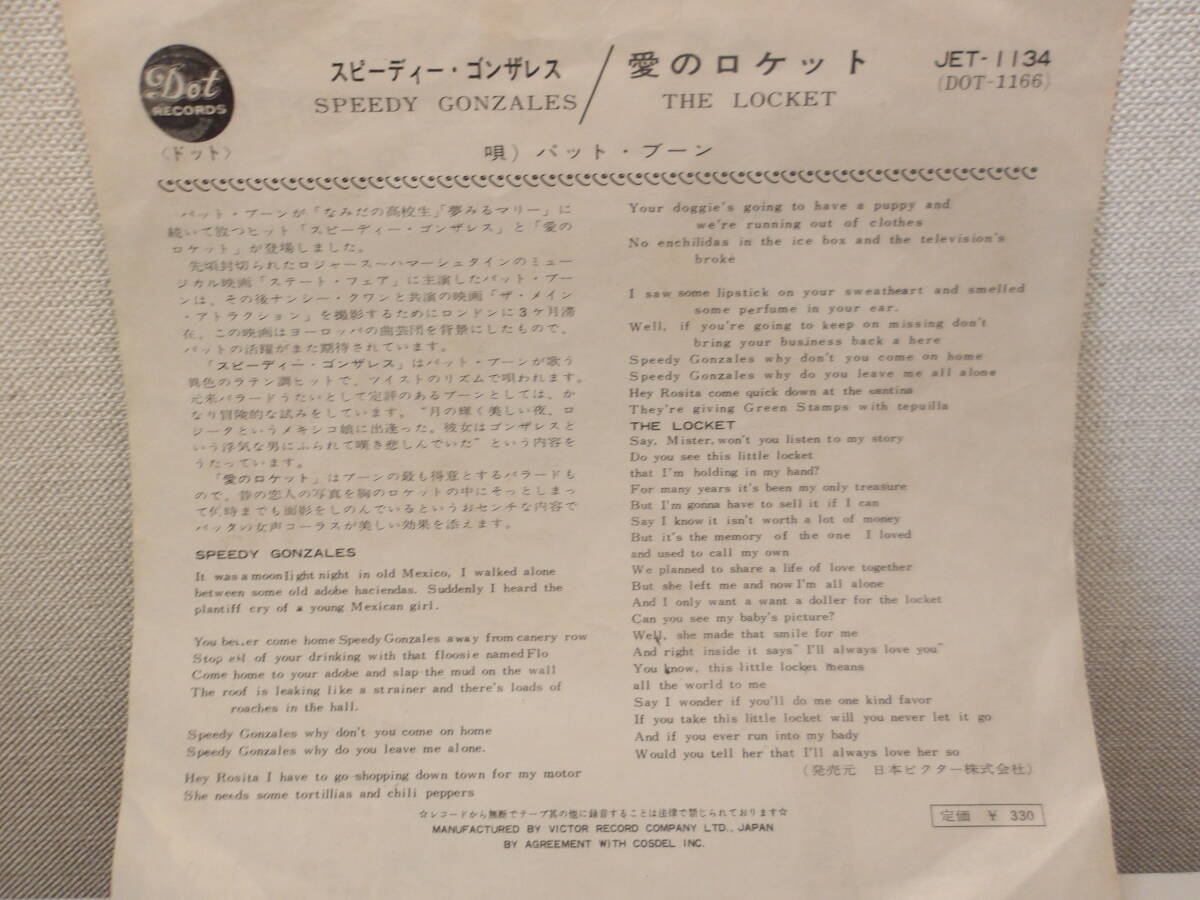 Dot
RECORDS
〈ドット〉
スピーディー・ゴンザレス／愛のロケット
SPEEDY GONZALES THE LOCKET
JET-1134
(DOT-1166)
唄）パット・ブーン
パット・ブーンが「なみだの高校生」「夢みるマリー」に
続いて放つヒット「スピーディー・ゴンザレス」と「愛の
ロケット」が登場しました。
先頃封切られたロジャース～ハマーシュタインのミュー
ジカル映画「ステート・フェア」に主演したパット・ブー
ンは、その後ナンシー・クワンと共演の映画「ザ・メイン
・アトラクション」を撮影するためにロンドンに3ケ月滞
在、この映画はヨーロッパの曲芸団を背景にしたもので、
パットの活躍がまた期待されています。
「スピーディー・ゴンザレス」はパット・ブーンが歌う
異色のラテン調ヒットで、ツイストのリズムで唄われます。
元来バラードうたいとして定評のあるブーンとしては、か
なり冒険的な試みをしています。“月の輝く美しい夜、ロ
ジータというメキシコ娘に出逢った。彼女はゴンザレスと
いう浮気な男にふられて嘆き悲しんでいた”という内容を
うたっています。
「愛のロケット」はブーンの最も得意とするバラードも
ので、昔の恋人の写真を胸のロケットの中にそっとしまっ
て何時までも面影をしのんでいるというおセンチな内容で
バックの女声コーラスが美しい効果を添えます。
SPEEDY GONZALES
It was a moonlight night in old Mexico, I walked alone
between some old adobe haciendas. Suddenly I heard the
plantiff cry of a young Mexican girl.
You better come home Speedy Gonzales away from canery row
Stop of your drinking with that floosie named Flo
Come home to your adobe and slap the mud on the wall
The roof is leaking like a strainer and there's loads of
roaches in the hall.
Speedy Gonzales why don't you come on home
Speedy Gonzales why do you leave me alone.
Hey Rosita I have to go shopping down town for my motor
She needs some tortillias and chili peppers
Your doggie's going to have a puppy and
we're running out of clothes
No enchilidas in the ice box and the television's
broke
I saw some lipstick on your sweatheart and smelled
some perfume in your ear.
Well, if you're going to keep on missing don't
bring your business back a here
Speedy Gonzales why don't you come on home
Speedy Gonzales why do you leave me all alone
Hey Rosita come quick down at the cantina
They're giving Green Stamps with tepuilla
THE LOCKET
Say, Mister, won't you listen to my story
Do you see this little locket
that I'm holding in my hand?
For many years it's been my only treasure
But I'm gonna have to sell it if I can
Say I know it isn't worth a lot of money
But it's the memory of the one I loved
and used to call my own
We planned to share a life of love together
But she left me and now I'm all alone
And I only want a want a doller for the locket
Can you see my baby's picture?
Well, she made that smile for me
And right inside it says" I'll always love you"
You know, this little locket means
all the world to me
Say I wonder if you'll do me one kind favor
If you take this little locket will you never let it go
And if you ever run into my bady
Would you tell her that I'll always love her so
（発売元 日本ビクター株式会社）
☆レコードから無断でテープ其の他に録音することは法律で禁じられております☆
MANUFACTURED BY VICTOR RECORD COMPANY LTD., JAPAN
BY AGREEMENT WITH COSDEL INC.
定価 ￥ 330